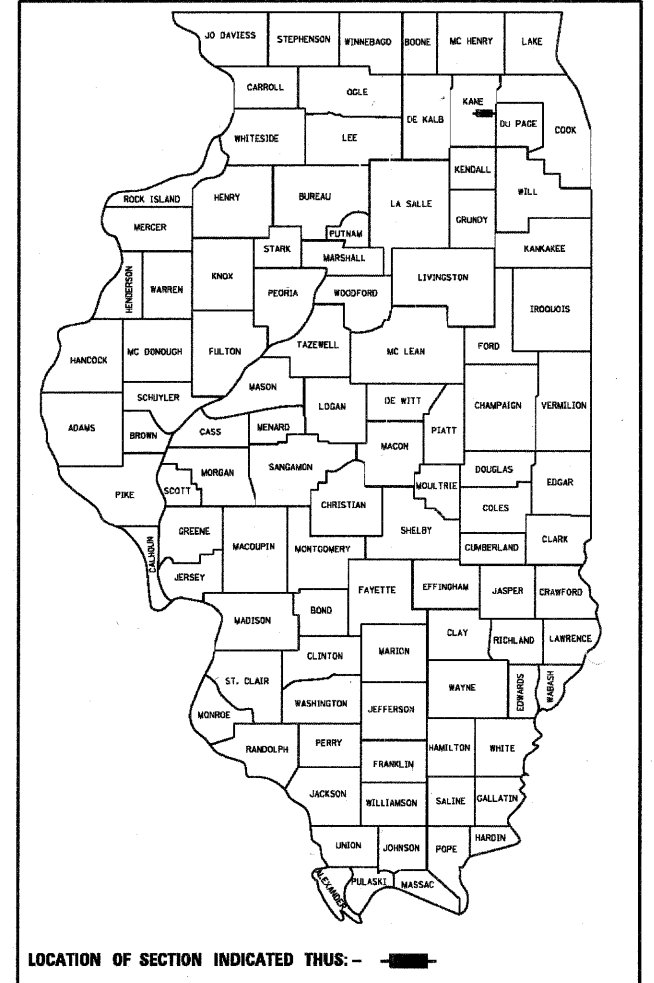 JO DAVIESS STEPHENSON WINNEBAGO BOONE MC HENRY LAKE
CARROLL OGLE DE KALB KANE DU PAGE COOK
WHITESIDE LEE
KENDALL WILL
ROCK ISLAND HENRY BUREAU LA SALLE GRUNDY
MERCER PUTNAM KANKAKEE
STARK MARSHALL
HENDERSON WARREN KNOX PEORIA WOODFORD LIVINGSTON IROQUOIS
HANCOCK MC DONOUGH FULTON TAZEWELL MC LEAN FORD
MASON
SCHUYLER LOGAN DE WITT CHAMPAIGN VERMILION
ADAMS BROWN CASS MENARD MACON PIATT
MORGAN SANGAMON DOUGLAS EDGAR
PIKE SCOTT CHRISTIAN MOULTRIE COLES
GREENE MACOUPIN MONTGOMERY SHELBY CUMBERLAND CLARK
CALHOUN JERSEY
FAYETTE EFFINGHAM JASPER CRAWFORD
MADISON BOND
CLINTON MARION CLAY RICHLAND LAWRENCE
ST. CLAIR WASHINGTON JEFFERSON WAYNE EDWARDS WABASH
MONROE
RANDOLPH PERRY FRANKLIN HAMILTON WHITE
JACKSON WILLIAMSON SALINE GALLATIN
UNION JOHNSON POPE HARDIN
ALEXANDER PULASKI MASSAC
LOCATION OF SECTION INDICATED THUS: -